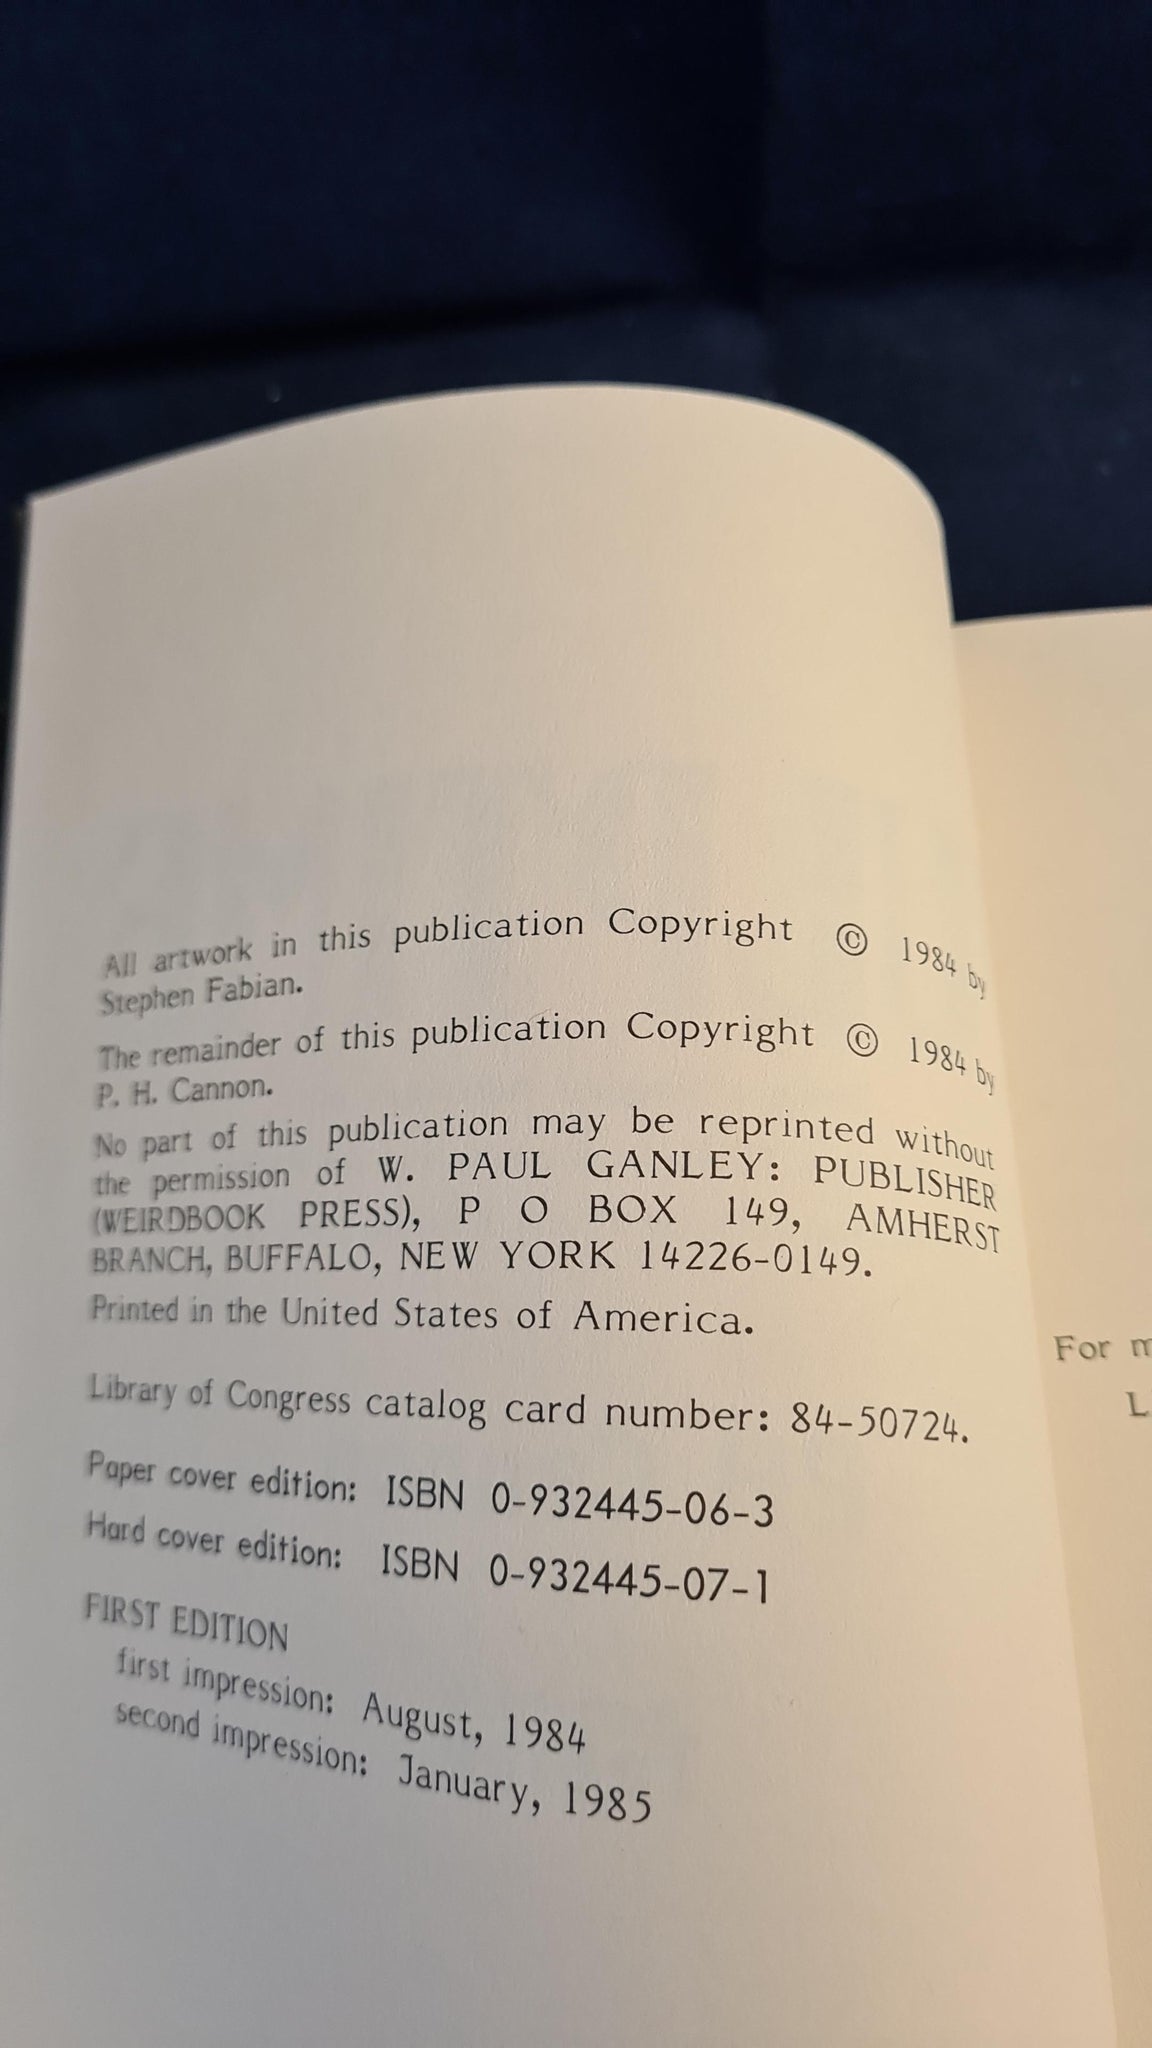 All artwork in this publication Copyright © 1984 by
Stephen Fabian.
The remainder of this publication Copyright © 1984 by
P. H. Cannon.
No part of this publication may be reprinted without
the permission of W. PAUL GANLEY: PUBLISHER
(WEIRDBOOK PRESS), P O BOX 149, AMHERST
BRANCH, BUFFALO, NEW YORK 14226-0149.
Printed in the United States of America.
Library of Congress catalog card number: 84-50724.
Paper cover edition: ISBN 0-932445-06-3
Hard cover edition: ISBN 0-932445-07-1
FIRST EDITION
first impression: August, 1984
second impression: January, 1985
For